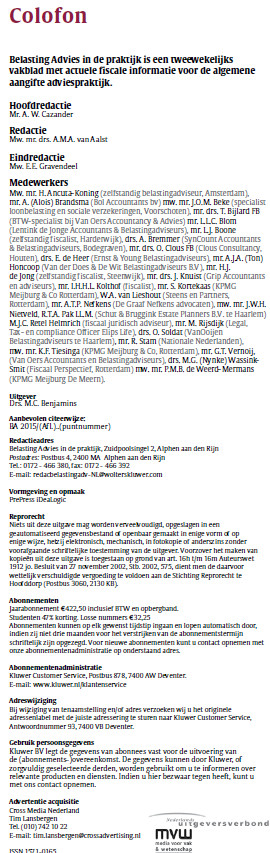 Colofon
Belasting Advies in de praktijk is een tweewekelijks
vakblad met actuele fiscale informatie voor de algemene
aangifte adviespraktijk.
Hoofdredactie
Mr. A. W. Cazander
Redactie
Mw. mr. drs. A.M.A. van Aalst
Eindredactie
Mw. E.E. Gravendeel
Medewerkers
Mw. mr. H. Ancura-Koning (zelfstandig belastingadviseur, Amsterdam),
mr. A. (Alois) Brandsma (Bol Accountants bv) mw. mr. J.O.M. Beke (specialist
loonbelasting en sociale verzekeringen, Voorschoten), mr. drs. T. Bijlard FB
(BTW-specialist bij Van Oers Accountancy & Advies) mr. L.L.C. Blom
(Lentink de Jonge Accountants & Belastingadviseurs), mr. L.J. Boone
(zelfstandig fiscalist, Harderwijk), drs. A. Bremmer (SynCount Accountants
& Belastingadviseurs, Bodegraven), mr. drs. O. Clous FB (Clous Consultancy,
Houten), drs. E. de Heer (Ernst & Young Belastingadviseurs), mr. A.J.A. (Ton)
Honcoop (Van der Does & De Wit Belastingadviseurs B.V.), mr. H.J.
de Jong (zelfstandig fiscalist, Steenwijk), mr. drs. J. Knuist (Grip Accountants
en adviseurs), mr. I.H.H.L. Kolthof (fiscalist), mr. S. Kortekaas (KPMG
Meijburg & Co Rotterdam), W.A. van Lieshout (Steens en Partners,
Rotterdam), mr. A.T.P. Nefkens (De Graaf Nefkens advocaten), mw. mr. J.W.H.
Nietveld, R.T.A. Pak LL.M. (Schut & Bruggink Estate Planners B.V. te Haarlem)
M.J.C. Retel Helmrich (fiscaal juridisch adviseur), mr. M. Rijsdijk (Legal,
Tax - en compliance Officer Elips Life), drs. O. Soldat (VanOoijen
Belastingadviseurs te Haarlem), mr. R. Stam (Nationale Nederlanden),
mw. mr. K.F. Tiesinga (KPMG Meijburg & Co, Rotterdam), mr. G.T. Vernoij,
(Van Oers Accountants en Belastingadviseurs), drs. M.G. (Nynke) Wassink-
Smit (Fiscaal Perspectief, Rotterdam) mw. mr. P.M.B. de Weerd-Mermans
(KPMG Meijburg De Meern).
Uitgever
Drs. M.C. Benjamins
Aanbevolen citeerwijze:
BA 2015/(Afl.),(puntnummer)
Redactieadres
Belasting Advies in de praktijk, Zuidpoolsingel 2, Alphen aan den Rijn
Postadres: Postbus 4, 2400 MA Alphen aan den Rijn
Tel.: 0172 - 466 380, fax: 0172 - 466 392
E-mail: redactieb­elastingadv-NL@wolterskluwer.com
Vormgeving en opmaak
PrePress iDeaLogic
Reprorecht
Niets uit deze uitgave mag worden verveelvoudigd, opgeslagen in een
geautomatiseerd gegevensbestand of openbaar gemaakt in enige vorm of op
enige wijze, hetzij elektronisch, mechanisch, in fotokopie of anderszins zonder
voorafgaande schriftelijke toestemming van de uitgever. Voorzover het maken van
kopieën uit deze uitgave is toegestaan op grond van art. 16h t/m 16m Auteurswet
1912 jo. Besluit van 27 november 2002, Stb. 2002, 575, dient men de daarvoor
wettelijk verschuldigde vergoeding te voldoen aan de Stichting Reprorecht te
Hoofddorp (Postbus 3060, 2130 KB).
Abonnementen
Jaarabonnement €422,50 inclusief BTW en opbergband.
Studenten 47% korting. Losse nummers €32,25
Abonnementen kunnen op elk gewenst tijdstip ingaan en lopen automatisch door,
indien zij niet drie maanden voor het verstrijken van de abonnementstermijn
schriftelijk zijn opgezegd. Voor nieuwe abonnementen kunt u contact opnemen met
onze abonnementenadministratie op onderstaand adres.
Abonnementenadministratie
Kluwer Customer Service, Postbus 878, 7400 AW Deventer.
E-mail: www.kluwer.nl/klantenservice
Adreswijziging
Bij wijziging van tenaamstelling en/of adres verzoeken wij u het originele
adressenlabel met de juiste adressering te sturen naar Kluwer Customer Service,
Antwoordnummer 93, 7400 VB Deventer.
Gebruik persoonsgegevens
Kluwer BV legt de gegevens van abonnees vast voor de uitvoering van
de (abonnements-)overeenkomst. De gegevens kunnen door Kluwer, of
zorgvuldig geselecteerde derden, worden gebruikt om u te informeren over
relevante producten en diensten. Indien u hier bezwaar tegen heeft, kunt u
met ons contact opnemen.
Advertentie acquisitie
Cross Media Nederland
Tim Lansbergen
Tel. (010) 742 10 22
E-mail: tim.lansbergen@crossadvertising.nl
ISSN 1571-0165
Nederlands
uitgeversverbond
mvw
media voor vak
& wetenschap